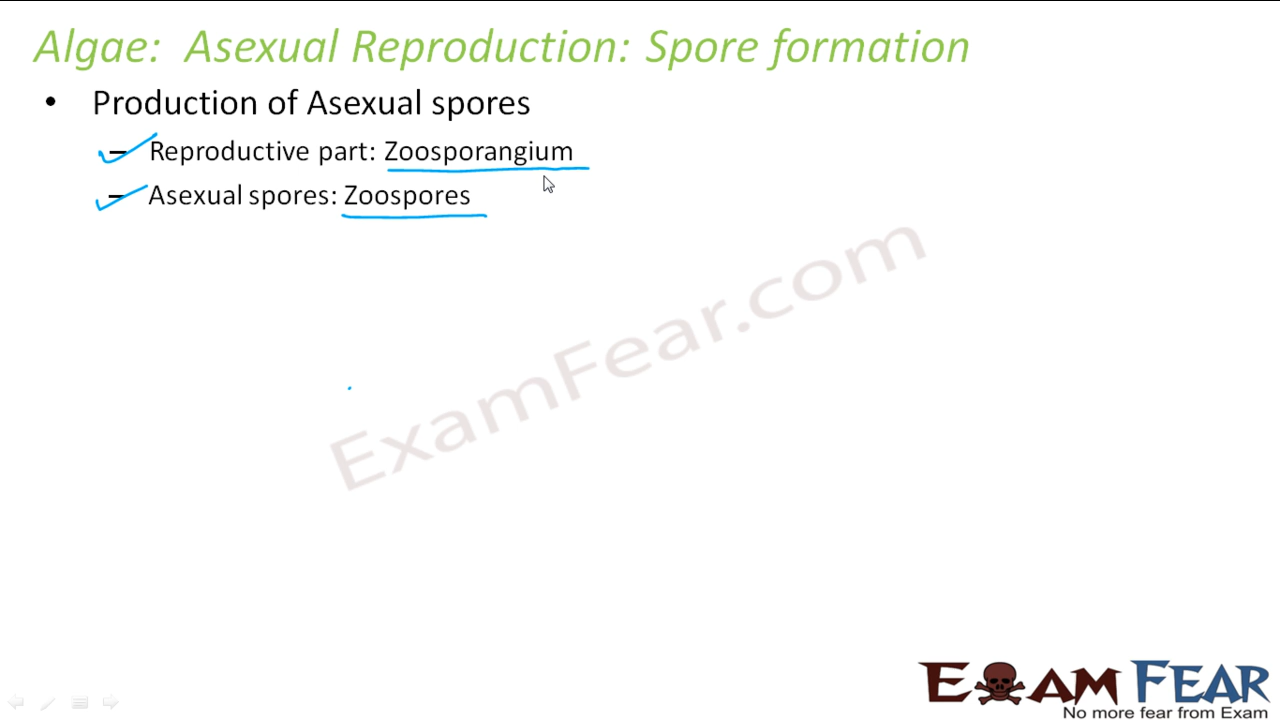 Algae: Asexual Reproduction: Spore formation
• Production of Asexual spores
– Reproductive part: Zoosporangium
– Asexual spores: Zoospores
ExamFear.com
EXAM FEAR
No more fear from Exam